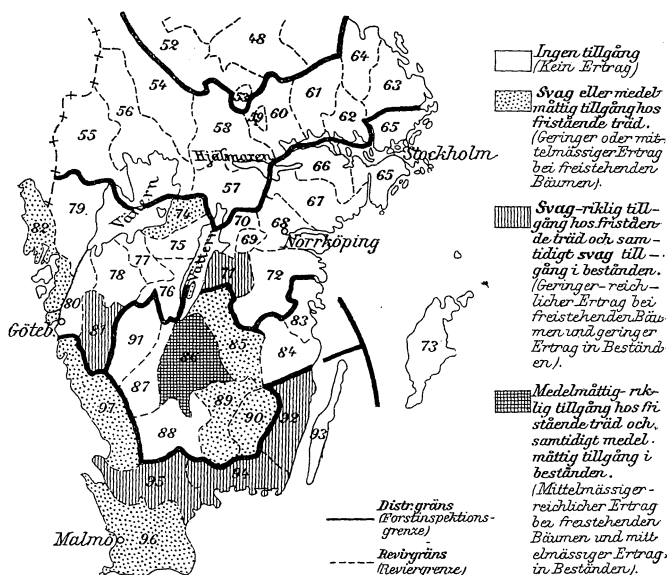 52
48
64
54
53
61
63
49
60
56
58
62
65
55
Hjälmaren
Stockholm
66
57
65
79
Vänern
67
74
70
68
82
75
69
Norrköping
77
Vättern
78
71
72
76
80
83
73
Göteb.
81
91
85
84
86
87
89
97
90
92
93
88
94
95
Malmö
96
Ingen tillgång
(Kein Ertrag)
Svag eller medel-
måttig tillgång hos
fristående träd.
(Geringer oder mit-
telmässiger Ertrag
bei freistehenden
Bäumen).
Svag-riklig till-
gång hos friståen-
de träd och sam-
tidigt svag till-
gång i bestånden.
(Geringer-reich-
licher Ertrag bei
freistehenden Bäu-
men und geringer
Ertrag in Beständ-
en).
Medelmåttig-rik-
lig tillgång hos fri-
stående träd och
samtidigt medel-
måttig tillgång i
bestånden.
(Mittelmässiger-
reichlicher Ertrag
bei freistehenden
Bäumen und mitt-
elmässiger Ertrag
in Beständen).
Distr.gräns
(Forstinspektions-
grenze)
Revirgräns
(Reviergrenze)